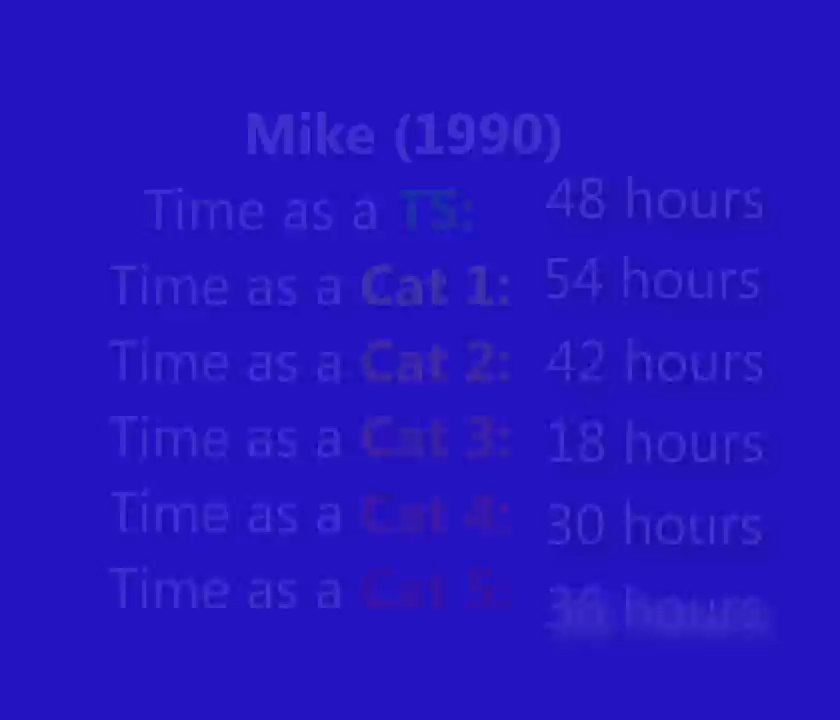 Mike (1990)
Time as a TS: 48 hours
Time as a Cat 1: 54 hours
Time as a Cat 2: 42 hours
Time as a Cat 3: 18 hours
Time as a Cat 4: 30 hours
Time as a Cat 5: hours